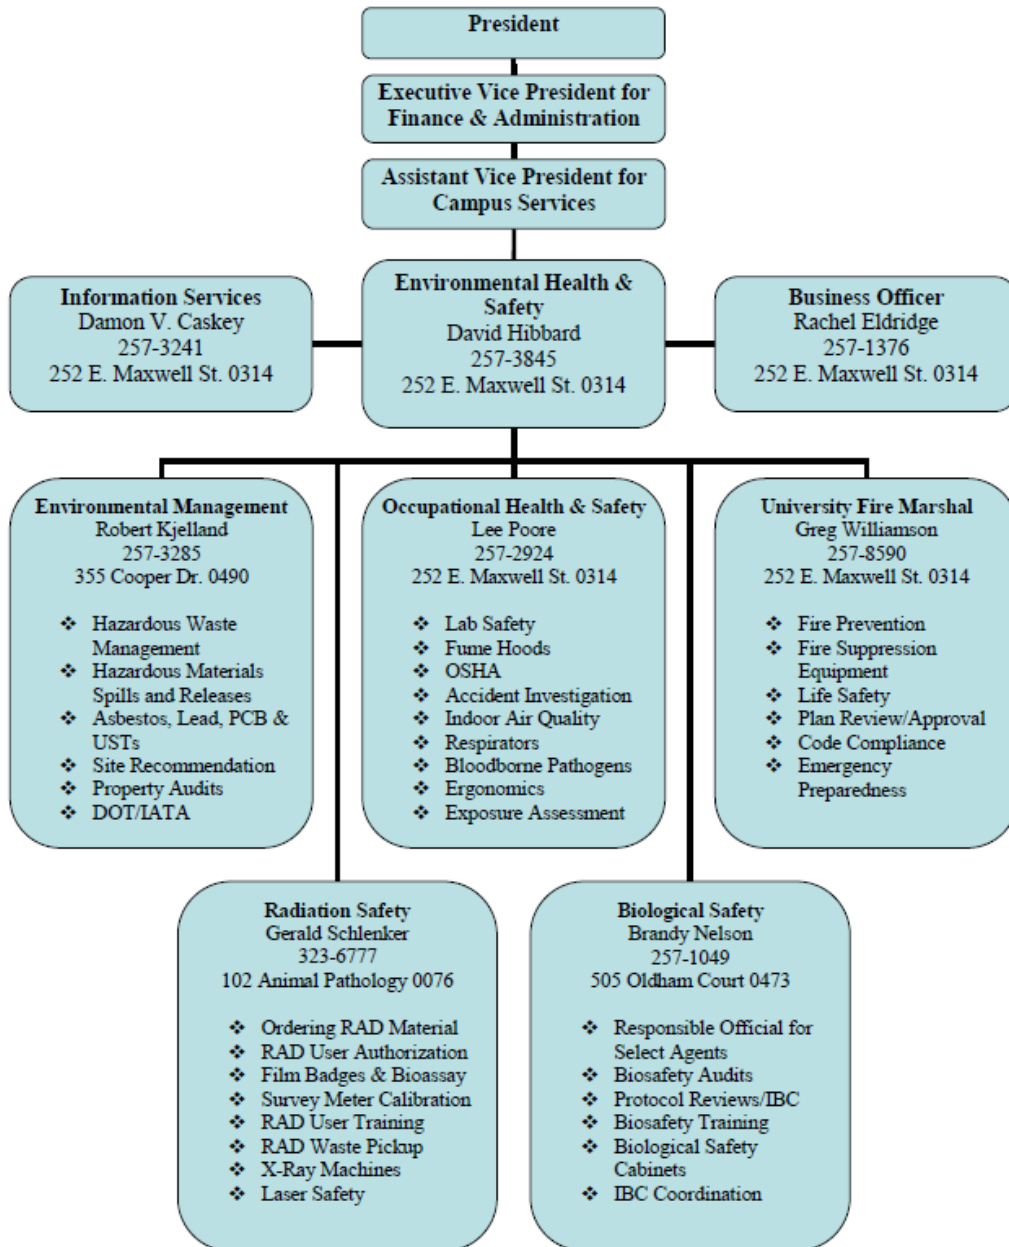 President
Executive Vice President for
Finance & Administration
Assistant Vice President for
Campus Services
Information Services
Damon V. Caskey
257-3241
252 E. Maxwell St. 0314
Environmental Health &
Safety
David Hibbard
257-3845
252 E. Maxwell St. 0314
Business Officer
Rachel Eldridge
257-1376
252 E. Maxwell St. 0314
Environmental Management
Robert Kjelland
257-3285
355 Cooper Dr. 0490
❖ Hazardous Waste
Management
❖ Hazardous Materials
Spills and Releases
❖ Asbestos, Lead, PCB &
USTs
❖ Site Recommendation
❖ Property Audits
❖ DOT/IATA
Occupational Health & Safety
Lee Poore
257-2924
252 E. Maxwell St. 0314
❖ Lab Safety
❖ Fume Hoods
❖ OSHA
❖ Accident Investigation
❖ Indoor Air Quality
❖ Respirators
❖ Bloodborne Pathogens
❖ Ergonomics
❖ Exposure Assessment
University Fire Marshal
Greg Williamson
257-8590
252 E. Maxwell St. 0314
❖ Fire Prevention
❖ Fire Suppression
Equipment
❖ Life Safety
❖ Plan Review/Approval
❖ Code Compliance
❖ Emergency
Preparedness
Radiation Safety
Gerald Schlenker
323-6777
102 Animal Pathology 0076
❖ Ordering RAD Material
❖ RAD User Authorization
❖ Film Badges & Bioassay
❖ Survey Meter Calibration
❖ RAD User Training
❖ RAD Waste Pickup
❖ X-Ray Machines
❖ Laser Safety
Biological Safety
Brandy Nelson
257-1049
505 Oldham Court 0473
❖ Responsible Official for
Select Agents
❖ Biosafety Audits
❖ Protocol Reviews/IBC
❖ Biosafety Training
❖ Biological Safety
Cabinets
❖ IBC Coordination